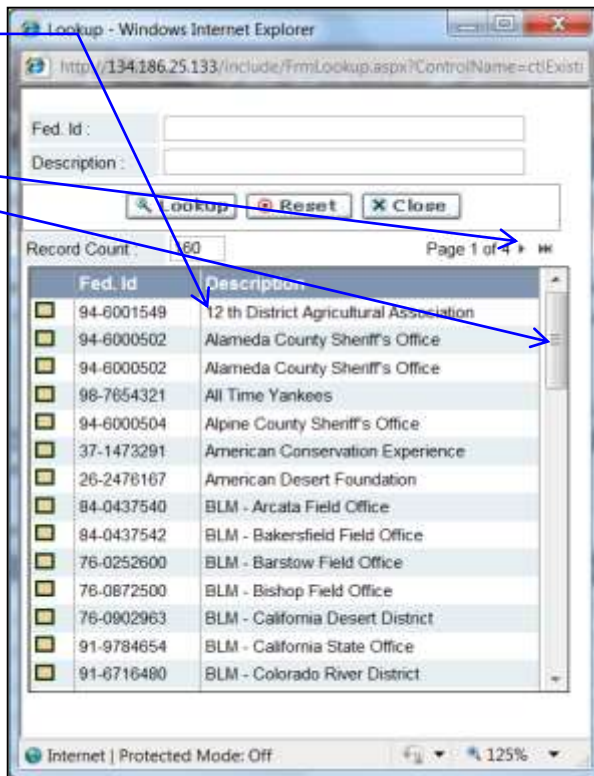 Lookup - Windows Internet Explorer
http://134.186.25.133/include/FrmLookup.aspx?ControlName=ctlExisti
Fed. Id :
Description :
Lookup Reset Close
Record Count : 160 Page 1 of 4
Fed. Id Description
94-6001549 12 th District Agricultural Association
94-6000502 Alameda County Sheriff's Office
94-6000502 Alameda County Sheriff's Office
98-7654321 All Time Yankees
94-6000504 Alpine County Sheriff's Office
37-1473291 American Conservation Experience
26-2476167 American Desert Foundation
84-0437540 BLM - Arcata Field Office
84-0437542 BLM - Bakersfield Field Office
76-0252600 BLM - Barstow Field Office
76-0872500 BLM - Bishop Field Office
76-0902963 BLM - California Desert District
91-9784654 BLM - California State Office
91-6716480 BLM - Colorado River District
Internet | Protected Mode: Off 125%